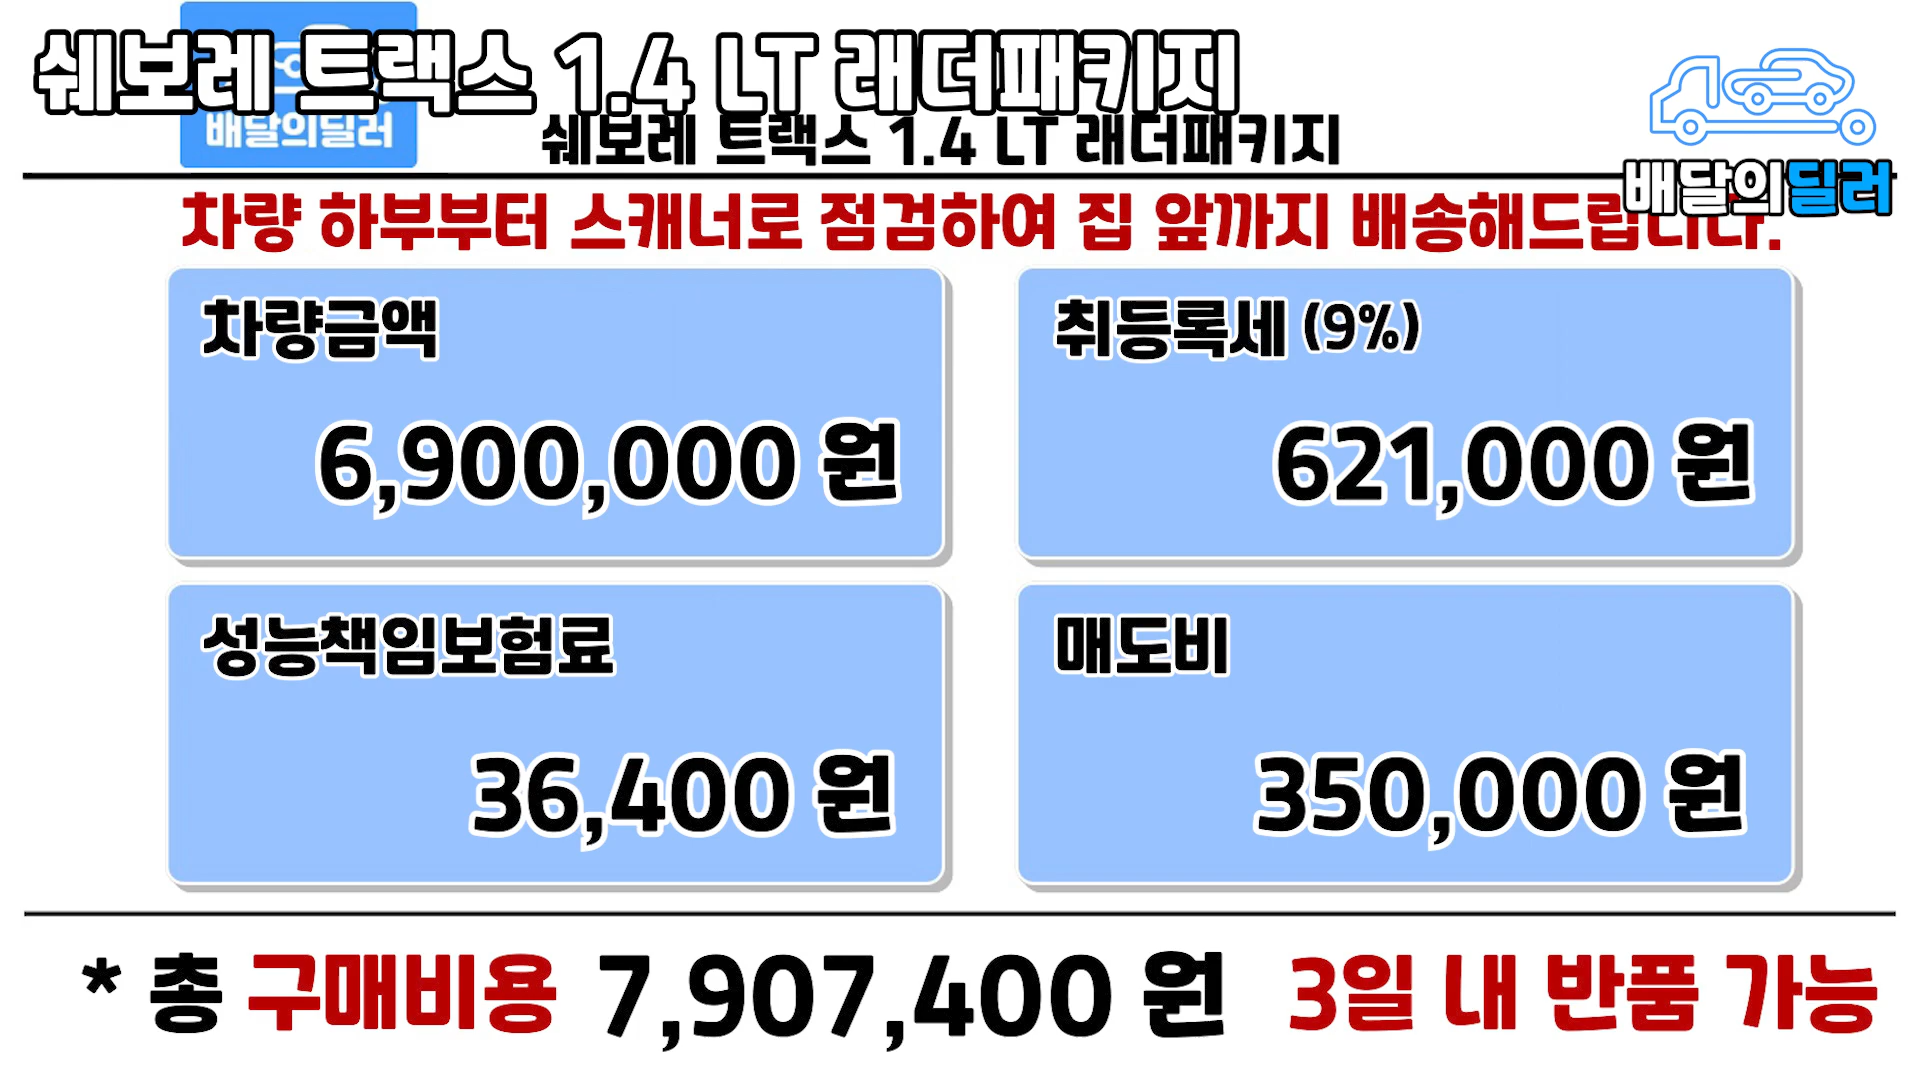 쉐보레 트랙스 1.4 LT 래더패키지
배달의딜러
쉐보레 트랙스 1.4 LT 래더패키지
배달의딜러
차량 하부부터 스캐너로 점검하여 집 앞까지 배송해드립니다.
차량금액
6,900,000 원
취등록세 (9%)
621,000 원
성능책임보험료
36,400 원
매도비
350,000 원
* 총 구매비용 7,907,400 원 3일 내 반품 가능